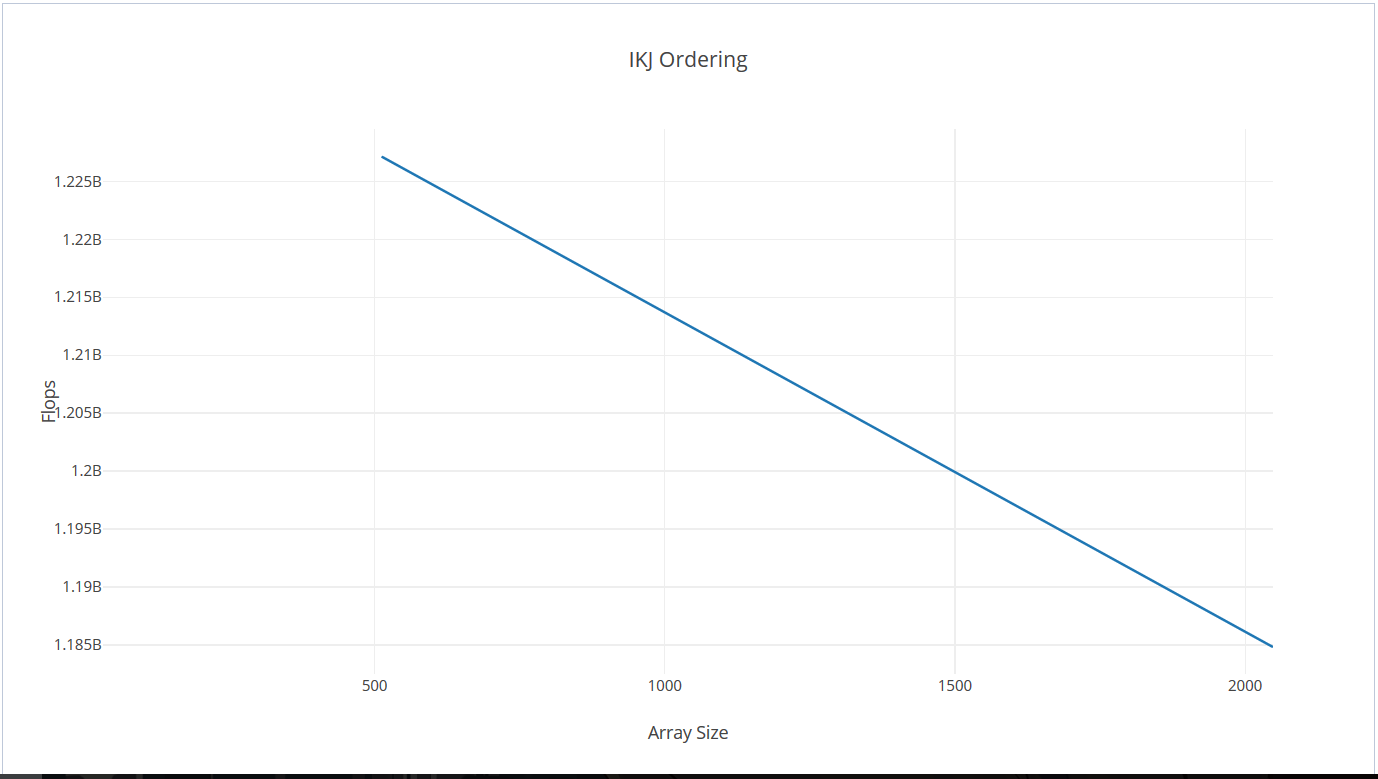 IKJ Ordering
1.225B
1.22B
1.215B
1.21B
1.205B
1.2B
1.195B
1.19B
1.185B
Flops
500 1000 1500 2000
Array Size